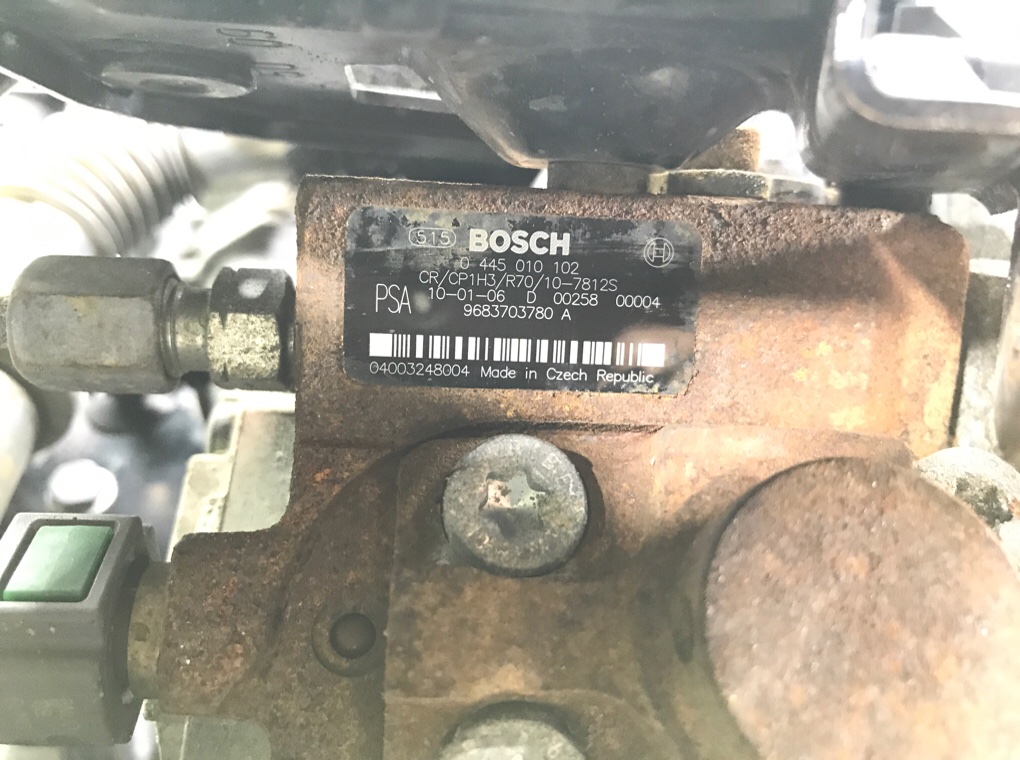 515 BOSCH
0 445 010 102
CR/CP1H3/R70/10-7812S
PSA 10-01-06 D 00258 00004
9683703780 A
04003248004 Made in Czech Republic